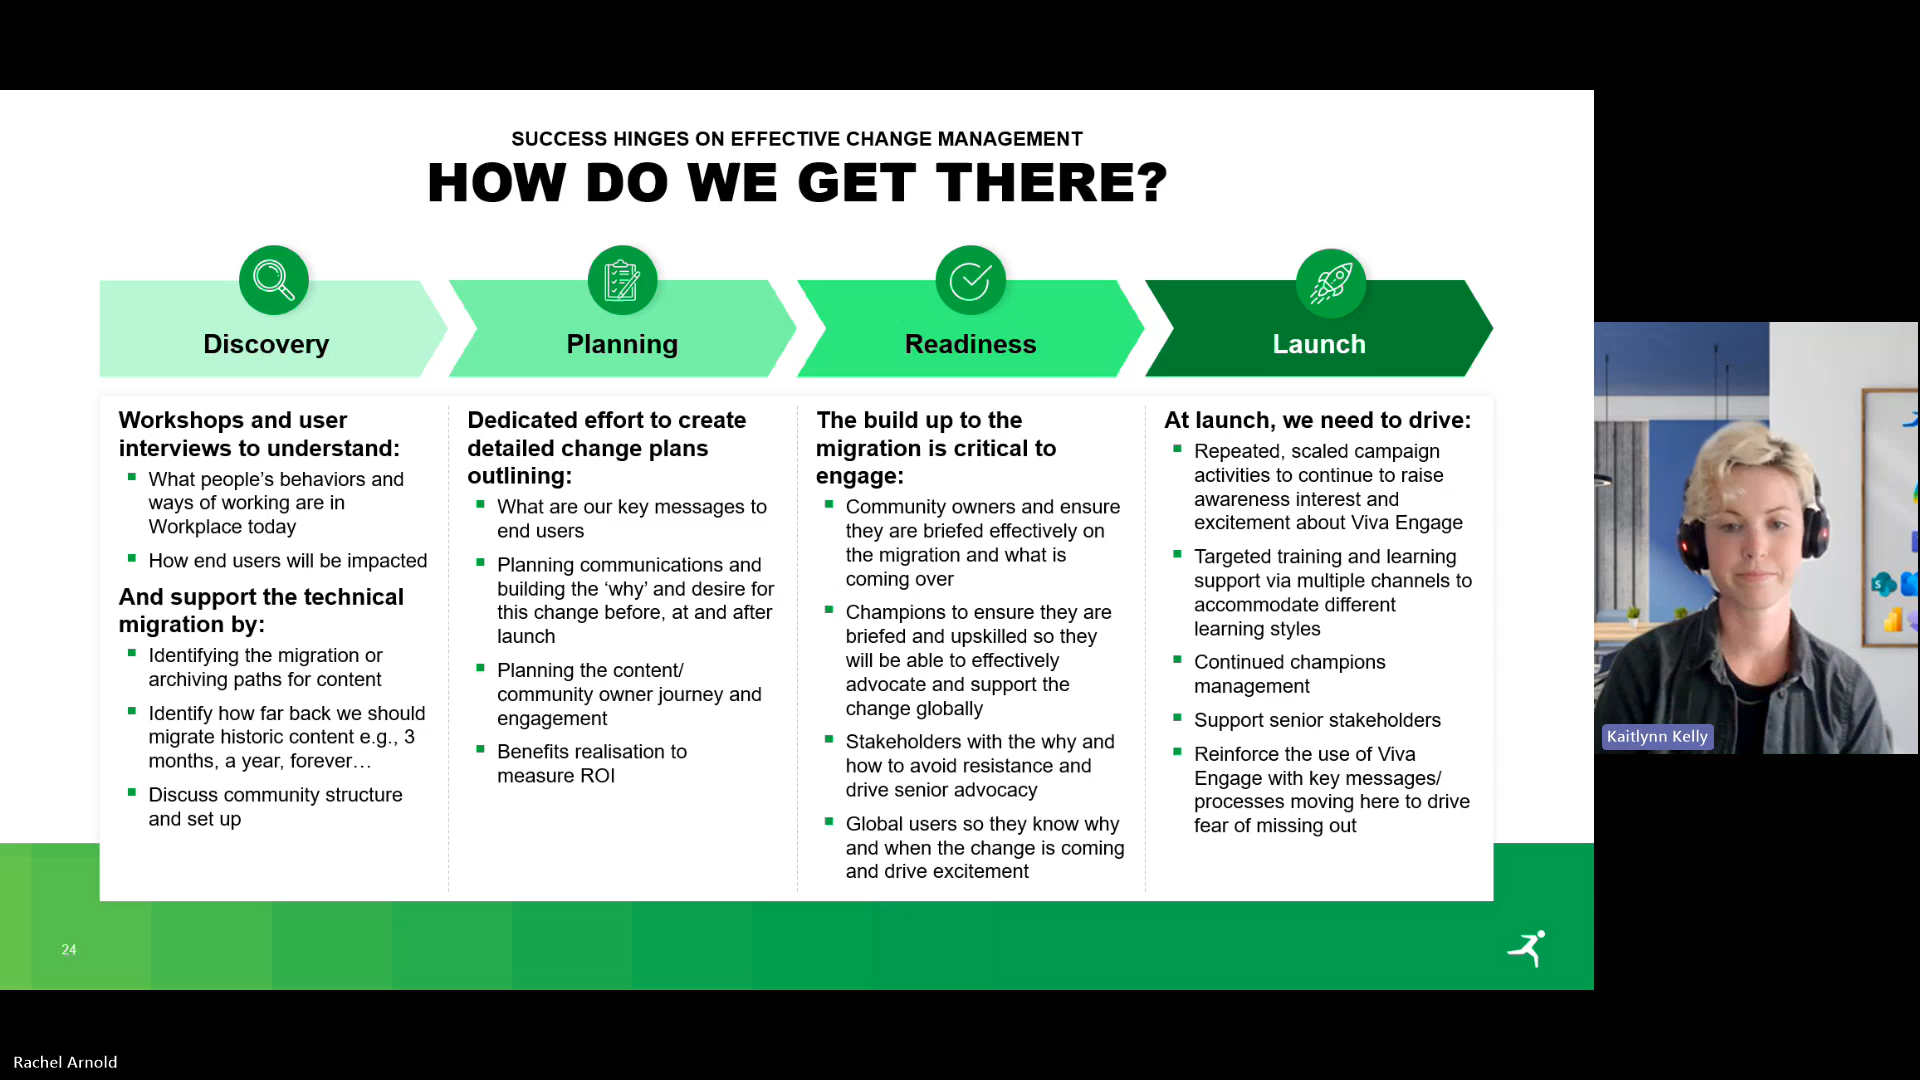 SUCCESS HINGES ON EFFECTIVE CHANGE MANAGEMENT
HOW DO WE GET THERE?
Discovery
Planning
Readiness
Launch
Workshops and user
interviews to understand:
What people's behaviors and
ways of working are in
Workplace today
How end users will be impacted
And support the technical
migration by:
Identifying the migration or
archiving paths for content
Identify how far back we should
migrate historic content e.g., 3
months, a year, forever…
Discuss community structure
and set up
Dedicated effort to create
detailed change plans
outlining:
What are our key messages to
end users
Planning communications and
building the ‘why’ and desire for
this change before, at and after
launch
Planning the content/
community owner journey and
engagement
Benefits realisation to
measure ROI
The build up to the
migration is critical to
engage:
Community owners and ensure
they are briefed effectively on
the migration and what is
coming over
Champions to ensure they are
briefed and upskilled so they
will be able to effectively
advocate and support the
change globally
Stakeholders with the why and
how to avoid resistance and
drive senior advocacy
Global users so they know why
and when the change is coming
and drive excitement
At launch, we need to drive:
Repeated, scaled campaign
activities to continue to raise
awareness interest and
excitement about Viva Engage
Targeted training and learning
support via multiple channels to
accommodate different
learning styles
Continued champions
management
Support senior stakeholders
Reinforce the use of Viva
Engage with key messages/
processes moving here to drive
fear of missing out
24
Kaitlynn Kelly
Rachel Arnold